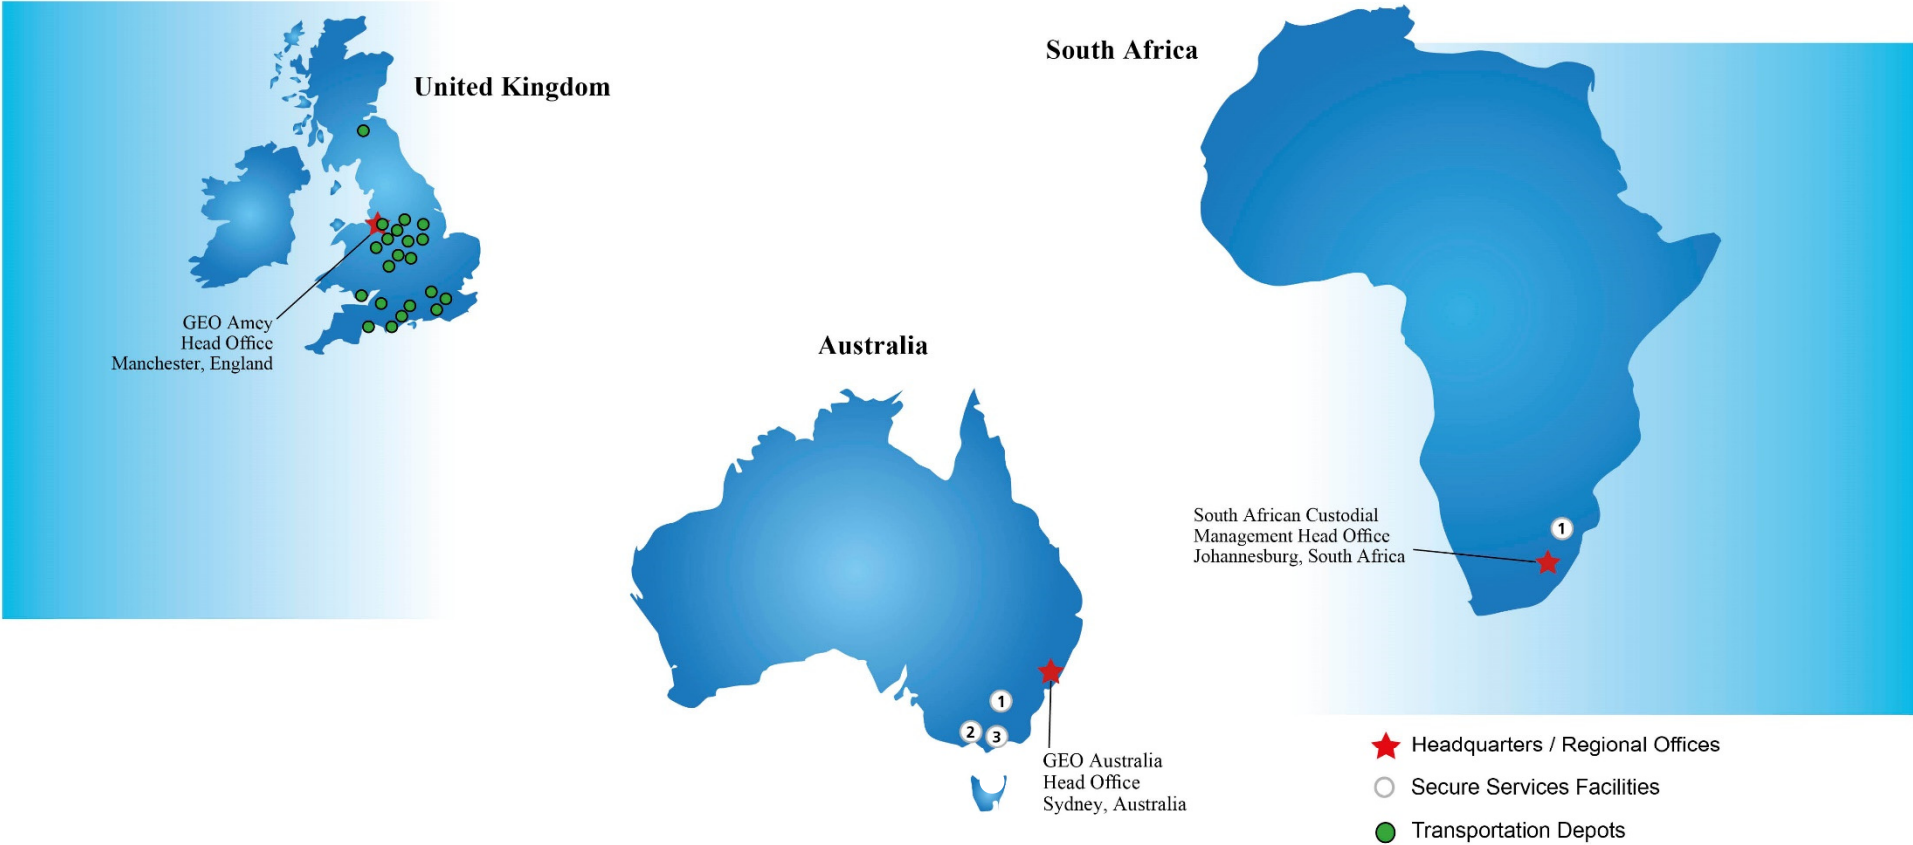 United Kingdom
GEO Amey
Head Office
Manchester, England
Australia
1
2
3
GEO Australia
Head Office
Sydney, Australia
South Africa
South African Custodial
Management Head Office
Johannesburg, South Africa
1
Headquarters / Regional Offices
Secure Services Facilities
Transportation Depots